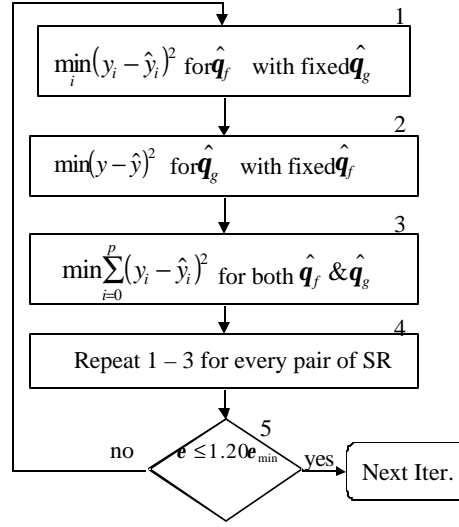 1
min_i (y_i − ŷ_i)² for q̂_f with fixed q̂_g
2
min(y − ŷ)² for q̂_g with fixed q̂_f
3
min ∑_{i=0}^{p} (y_i − ŷ_i)² for both q̂_f & q̂_g
4
Repeat 1 – 3 for every pair of SR
5
no
e ≤ 1.20e_min
yes
Next Iter.